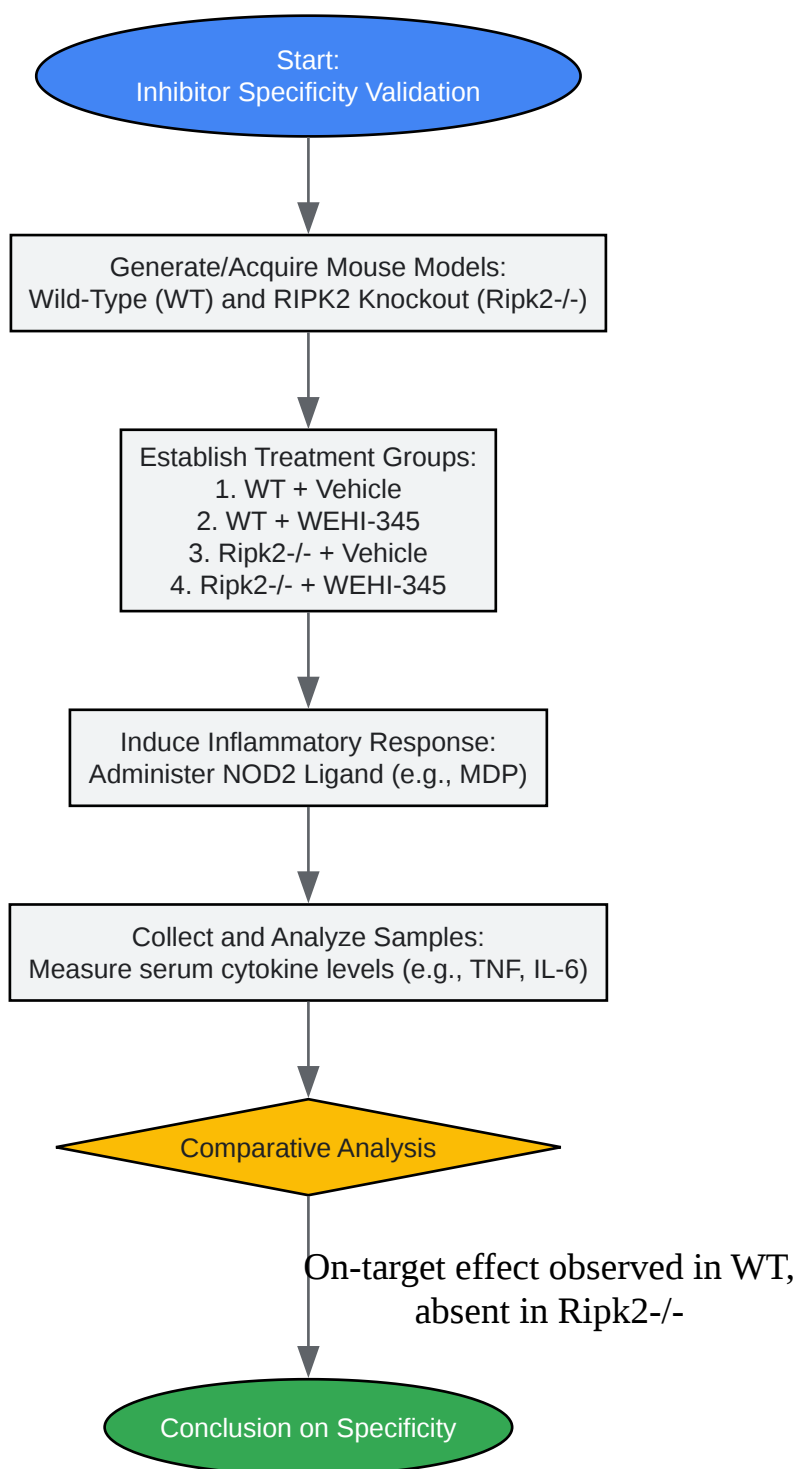 Start:
Inhibitor Specificity Validation
Generate/Acquire Mouse Models:
Wild-Type (WT) and RIPK2 Knockout (Ripk2-/-)
Establish Treatment Groups:
1. WT + Vehicle
2. WT + WEHI-345
3. Ripk2-/- + Vehicle
4. Ripk2-/- + WEHI-345
Induce Inflammatory Response:
Administer NOD2 Ligand (e.g., MDP)
Collect and Analyze Samples:
Measure serum cytokine levels (e.g., TNF, IL-6)
Comparative Analysis
On-target effect observed in WT,
absent in Ripk2-/-
Conclusion on Specificity